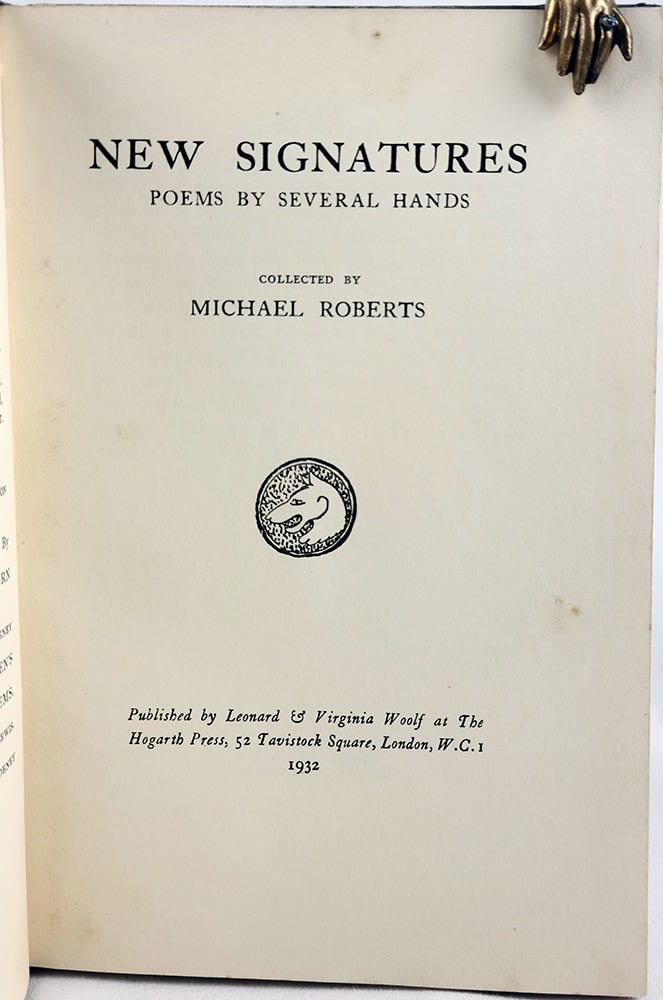 NEW SIGNATURES
POEMS BY SEVERAL HANDS
COLLECTED BY
MICHAEL ROBERTS
Published by Leonard & Virginia Woolf at The
Hogarth Press, 52 Tavistock Square, London, W.C.1
1932